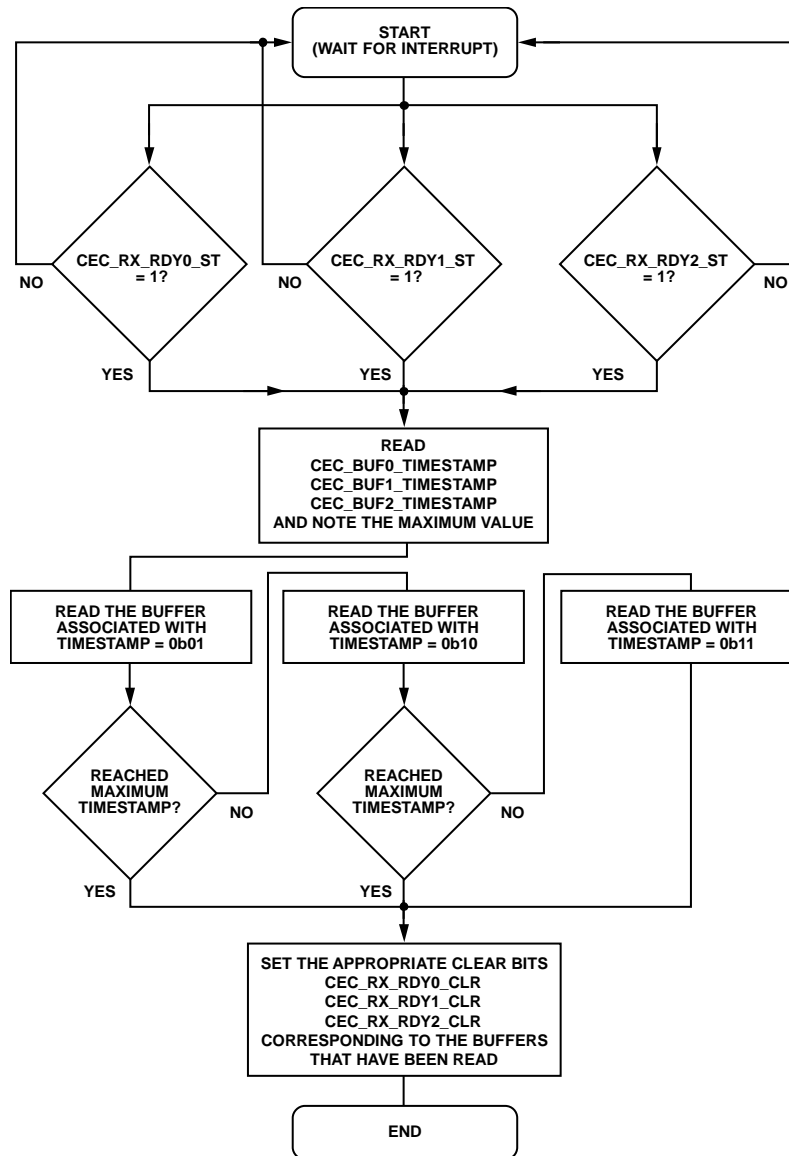 START
(WAIT FOR INTERRUPT)
CEC_RX_RDY0_ST
= 1?
CEC_RX_RDY1_ST
= 1?
CEC_RX_RDY2_ST
= 1?
NO
NO
NO
YES
YES
YES
READ
CEC_BUF0_TIMESTAMP
CEC_BUF1_TIMESTAMP
CEC_BUF2_TIMESTAMP
AND NOTE THE MAXIMUM VALUE
READ THE BUFFER
ASSOCIATED WITH
TIMESTAMP = 0b01
READ THE BUFFER
ASSOCIATED WITH
TIMESTAMP = 0b10
READ THE BUFFER
ASSOCIATED WITH
TIMESTAMP = 0b11
REACHED
MAXIMUM
TIMESTAMP?
NO
REACHED
MAXIMUM
TIMESTAMP?
NO
YES
YES
SET THE APPROPRIATE CLEAR BITS
CEC_RX_RDY0_CLR
CEC_RX_RDY1_CLR
CEC_RX_RDY2_CLR
CORRESPONDING TO THE BUFFERS
THAT HAVE BEEN READ
END